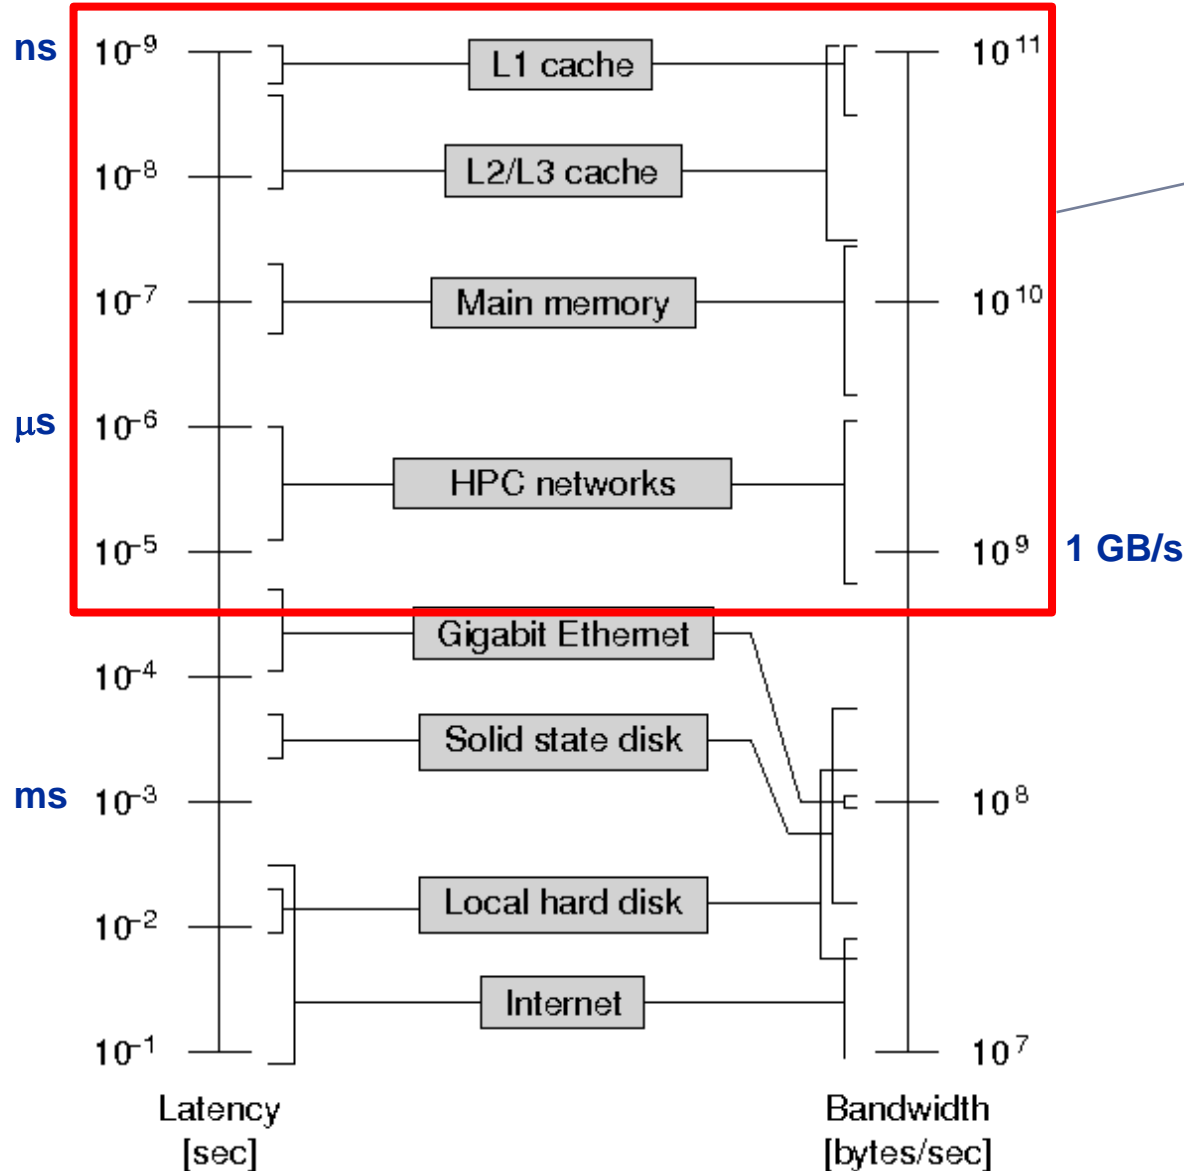 ns 10⁻⁹ L1 cache 10¹¹
10⁻⁸ L2/L3 cache
10⁻⁷ Main memory 10¹⁰
μs 10⁻⁶
HPC networks
10⁻⁵ 10⁹ 1 GB/s
Gigabit Ethernet
10⁻⁴
Solid state disk
ms 10⁻³ 10⁸
Local hard disk
10⁻²
Internet
10⁻¹ 10⁷
Latency Bandwidth
[sec] [bytes/sec]